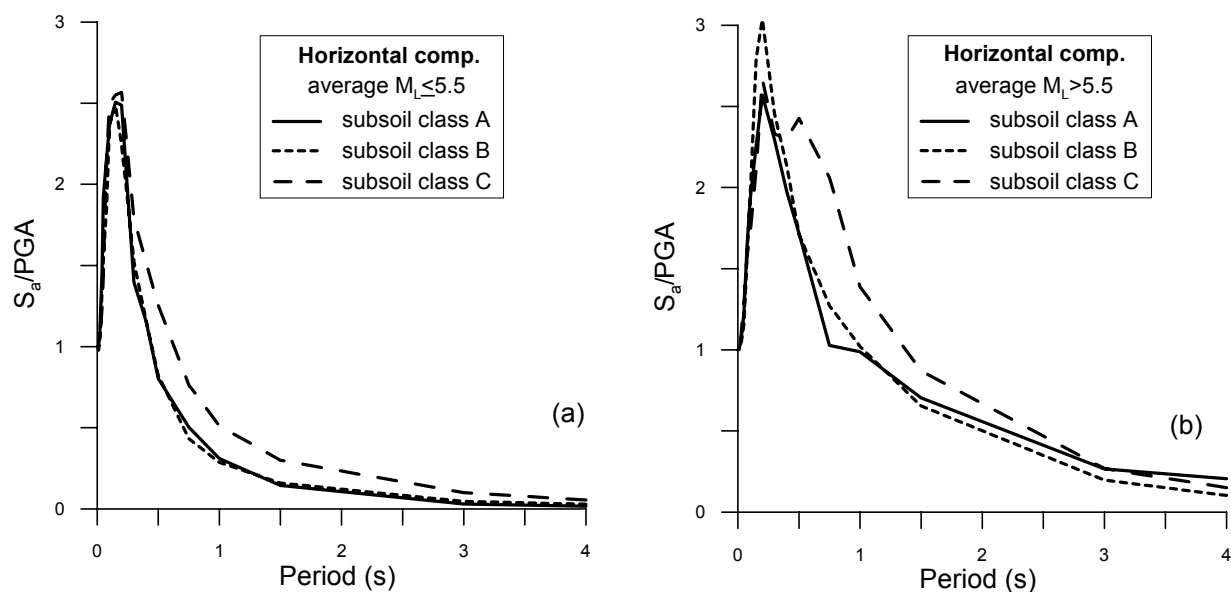 3
2
1
0
S_a/PGA
Horizontal comp.
average M_L≤5.5
subsoil class A
subsoil class B
subsoil class C
(a)
0 1 2 3 4
Period (s)
3
2
1
0
S_a/PGA
Horizontal comp.
average M_L>5.5
subsoil class A
subsoil class B
subsoil class C
(b)
0 1 2 3 4
Period (s)